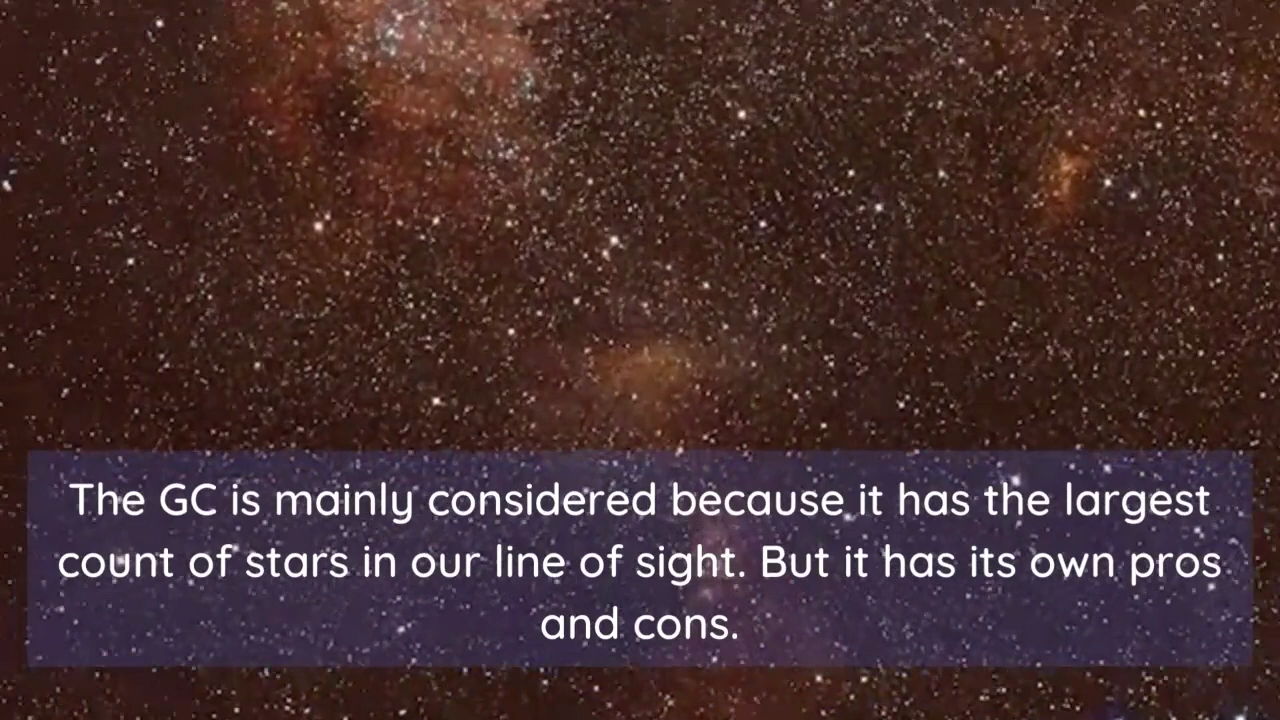 The GC is mainly considered because it has the largest
count of stars in our line of sight. But it has its own pros
and cons.